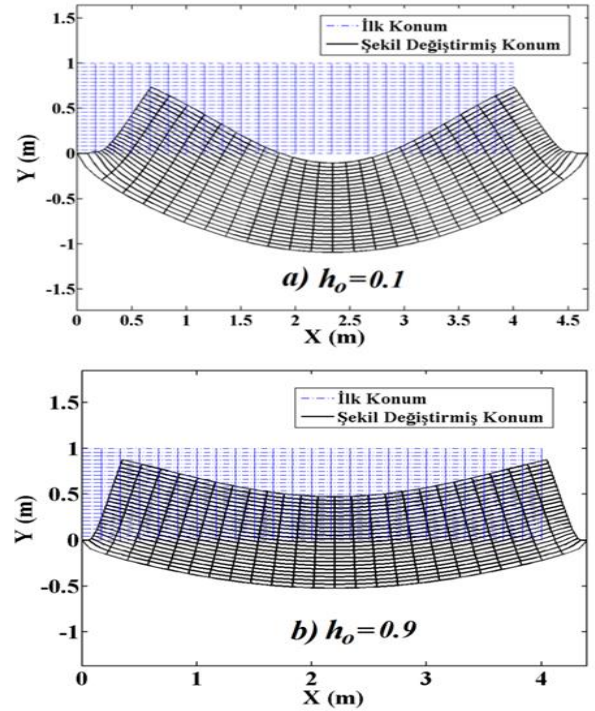 1.5
1
0.5
0
-0.5
-1
-1.5
Y (m)
İlk Konum
Şekil Değiştirmiş Konum
a) hₒ=0.1
0 0.5 1 1.5 2 2.5 3 3.5 4 4.5
X (m)
1.5
1
0.5
0
-0.5
-1
Y (m)
İlk Konum
Şekil Değiştirmiş Konum
b) hₒ=0.9
0 1 2 3 4
X (m)